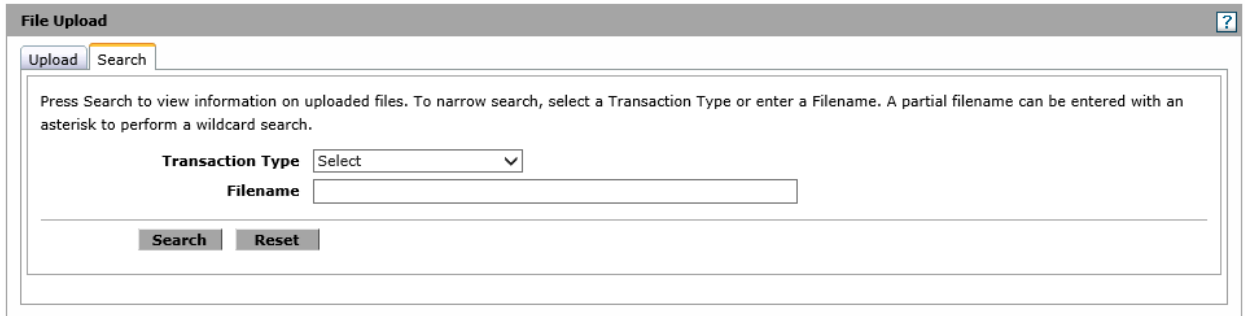 File Upload
?
Upload Search
Press Search to view information on uploaded files. To narrow search, select a Transaction Type or enter a Filename. A partial filename can be entered with an
asterisk to perform a wildcard search.
Transaction Type Select
Filename
Search Reset